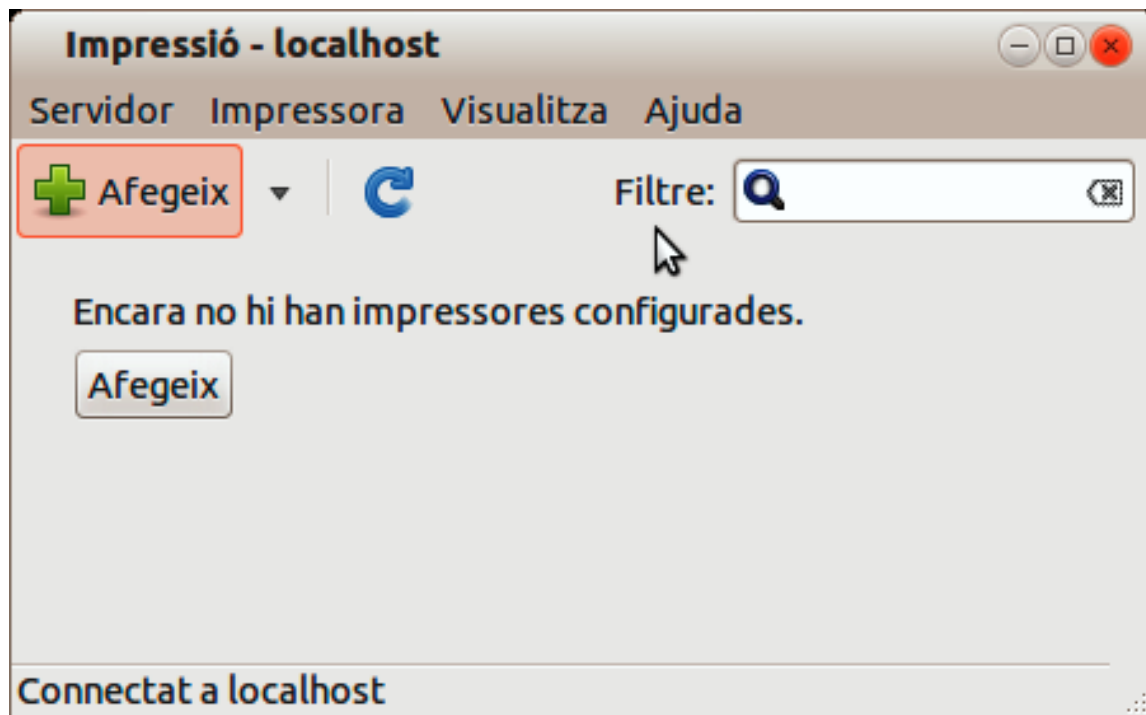 Impressió - localhost
Servidor Impressora Visualitza Ajuda
Afegeix Filtre:
Encara no hi han impressores configurades.
Afegeix
Connectat a localhost